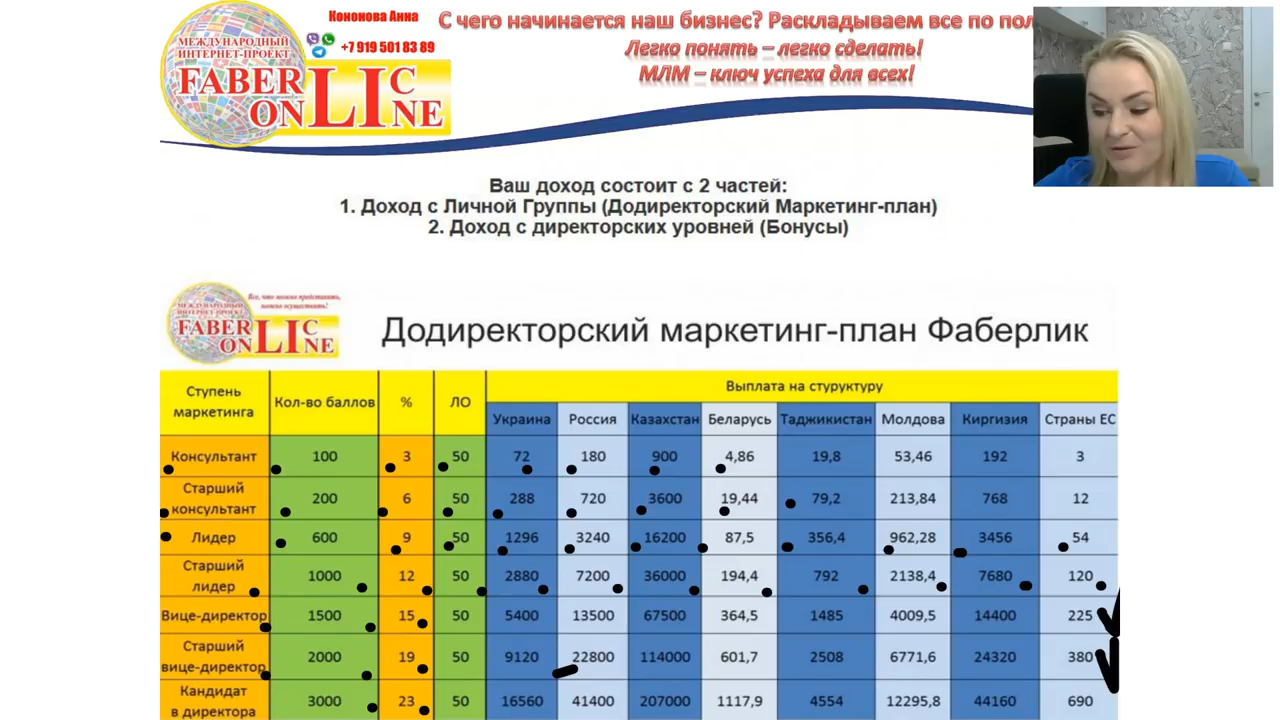 Кононова Анна
+7 919 501 83 89
МЕЖДУНАРОДНЫЙ
ИНТЕРНЕТ-ПРОЕКТ
FABERLIC
ONLINE
С чего начинается наш бизнес? Раскладываем все по пол
Легко понять – легко сделать!
МЛМ – ключ успеха для всех!
Ваш доход состоит с 2 частей:
1. Доход с Личной Группы (Додиректорский Маркетинг-план)
2. Доход с директорских уровней (Бонусы)
Все, что можно представить,
можно осуществить!
МЕЖДУНАРОДНЫЙ
ИНТЕРНЕТ-ПРОЕКТ
FABERLIC
ONLINE
Додиректорский маркетинг-план Фаберлик
Ступень маркетинга Кол-во баллов % ЛО Выплата на стуруктуру
Украина Россия Казахстан Беларусь Таджикистан Молдова Киргизия Страны ЕС
Консультант 100 3 50 72 180 900 4,86 19,8 53,46 192 3
Старший консультант 200 6 50 288 720 3600 19,44 79,2 213,84 768 12
Лидер 600 9 50 1296 3240 16200 87,5 356,4 962,28 3456 54
Старший лидер 1000 12 50 2880 7200 36000 194,4 792 2138,4 7680 120
Вице-директор 1500 15 50 5400 13500 67500 364,5 1485 4009,5 14400 225
Старший вице-директор 2000 19 50 9120 22800 114000 601,7 2508 6771,6 24320 380
Кандидат в директора 3000 23 50 16560 41400 207000 1117,9 4554 12295,8 44160 690